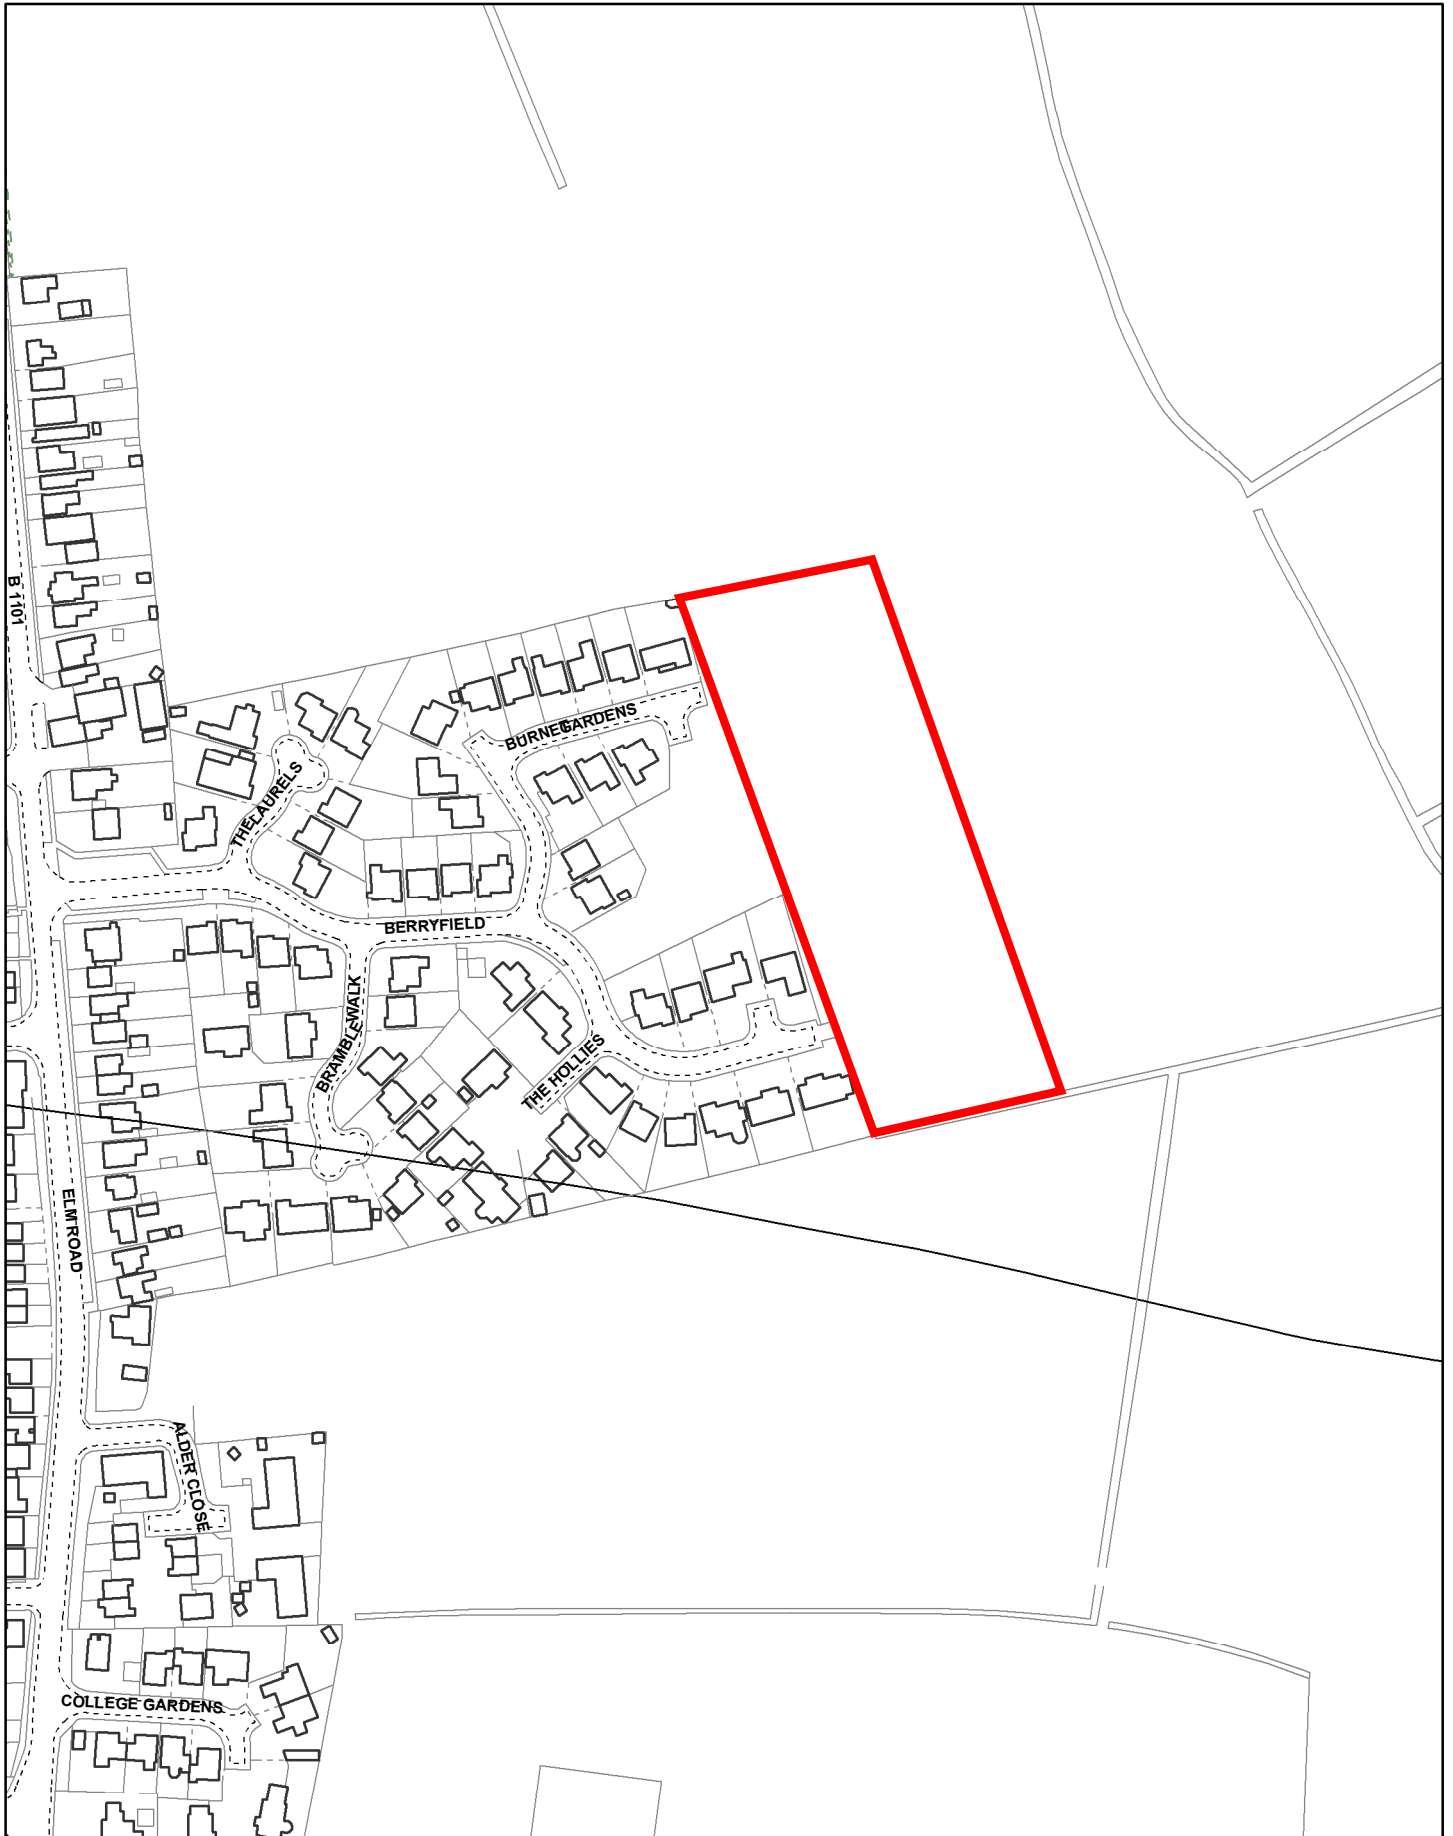 B 1101
BURNET GARDENS
THE LAURELS
BERRYFIELD
BRAMBLE WALK
THE HOLLIES
ELM ROAD
ALDER CLOSE
COLLEGE GARDENS